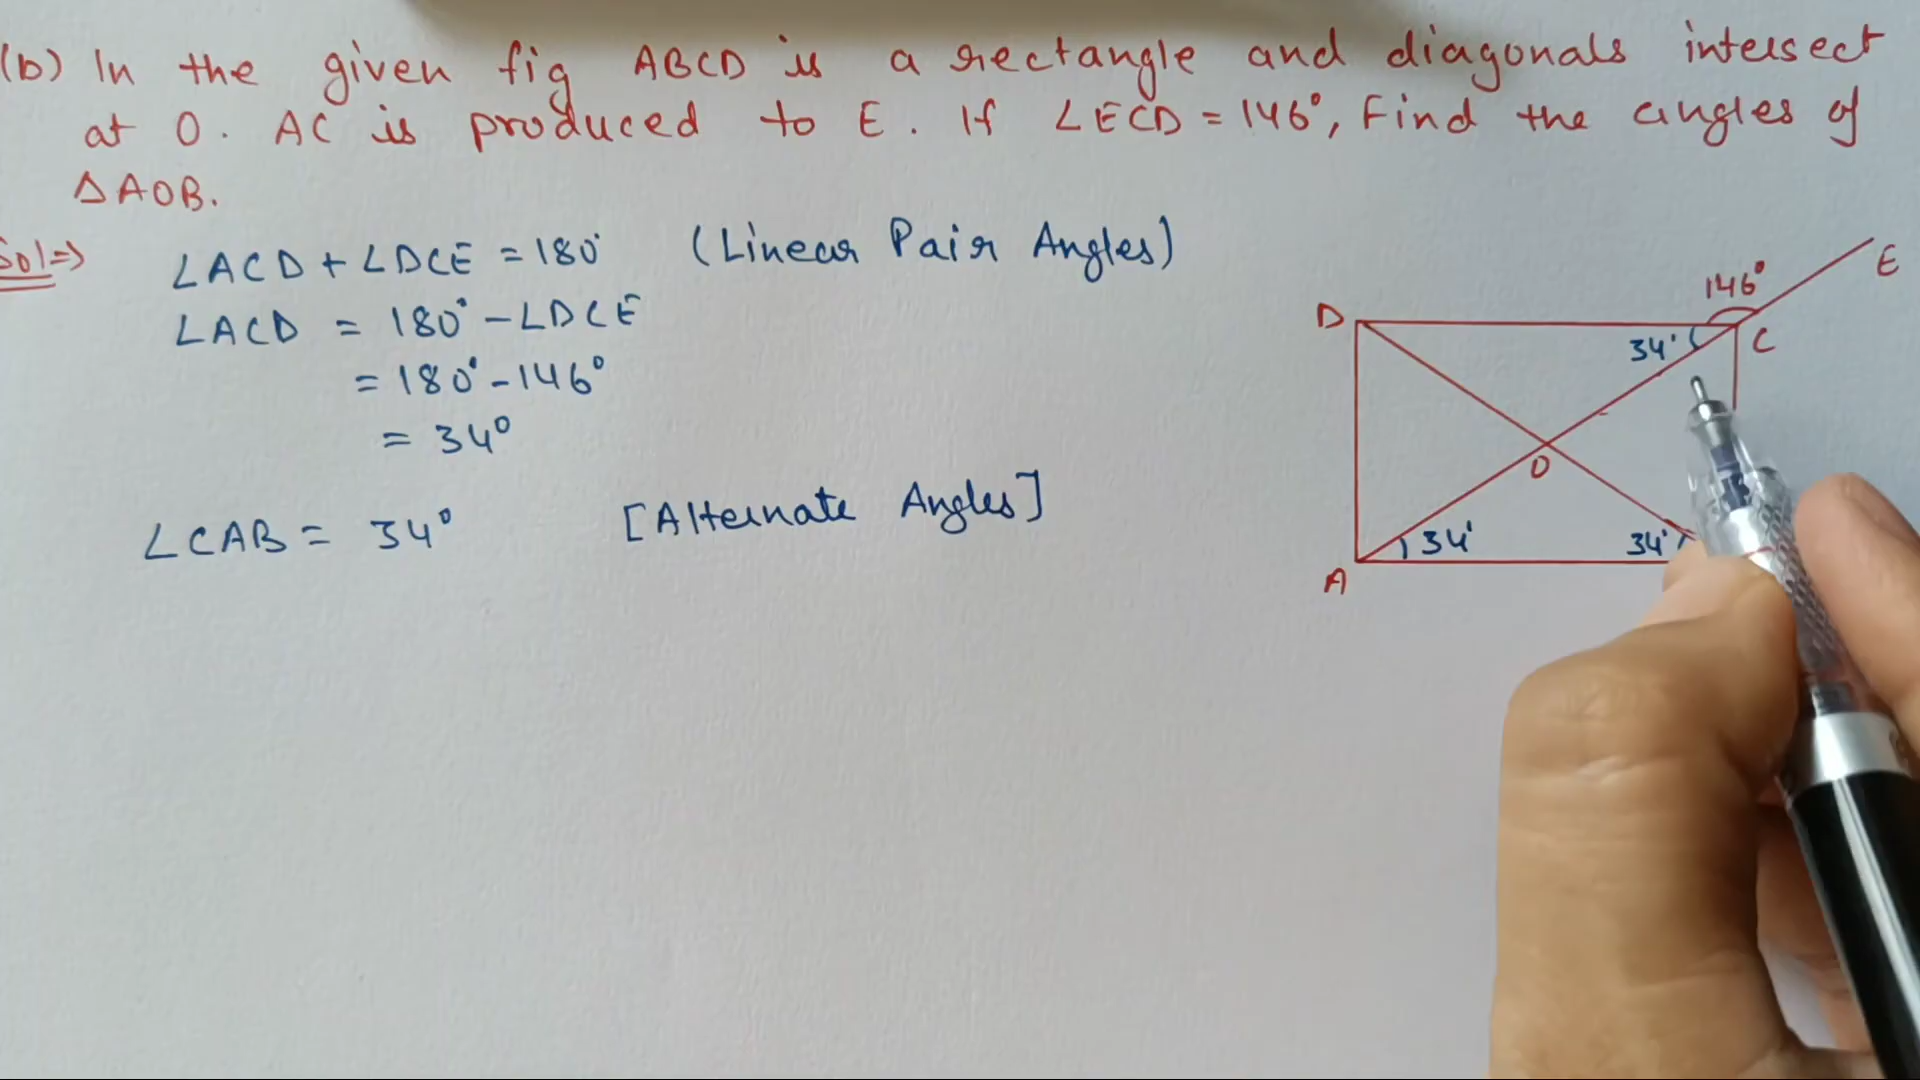 (b) In the given fig ABCD is a rectangle and diagonals intersect
at O. AC is produced to E. If ∠ECD = 146°, Find the angles of
∆AOB.
Sol⇒
∠ACD + ∠DCE = 180° (Linear Pair Angles)
∠ACD = 180° - ∠DCE
= 180° - 146°
= 34°
∠CAB = 34° [Alternate Angles]
E
146°
D
34°
C
O
34°
34°
A